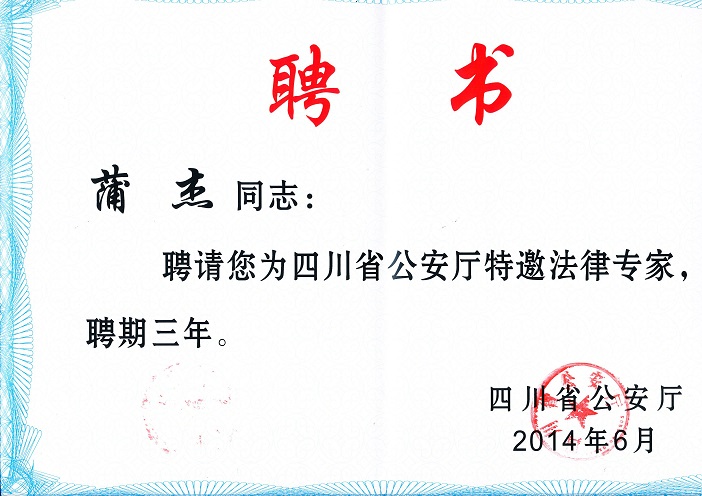 聘 书
蒲 杰 同志：
聘请您为四川省公安厅特邀法律专家，
聘期三年。
四川省公安厅
2014年6月